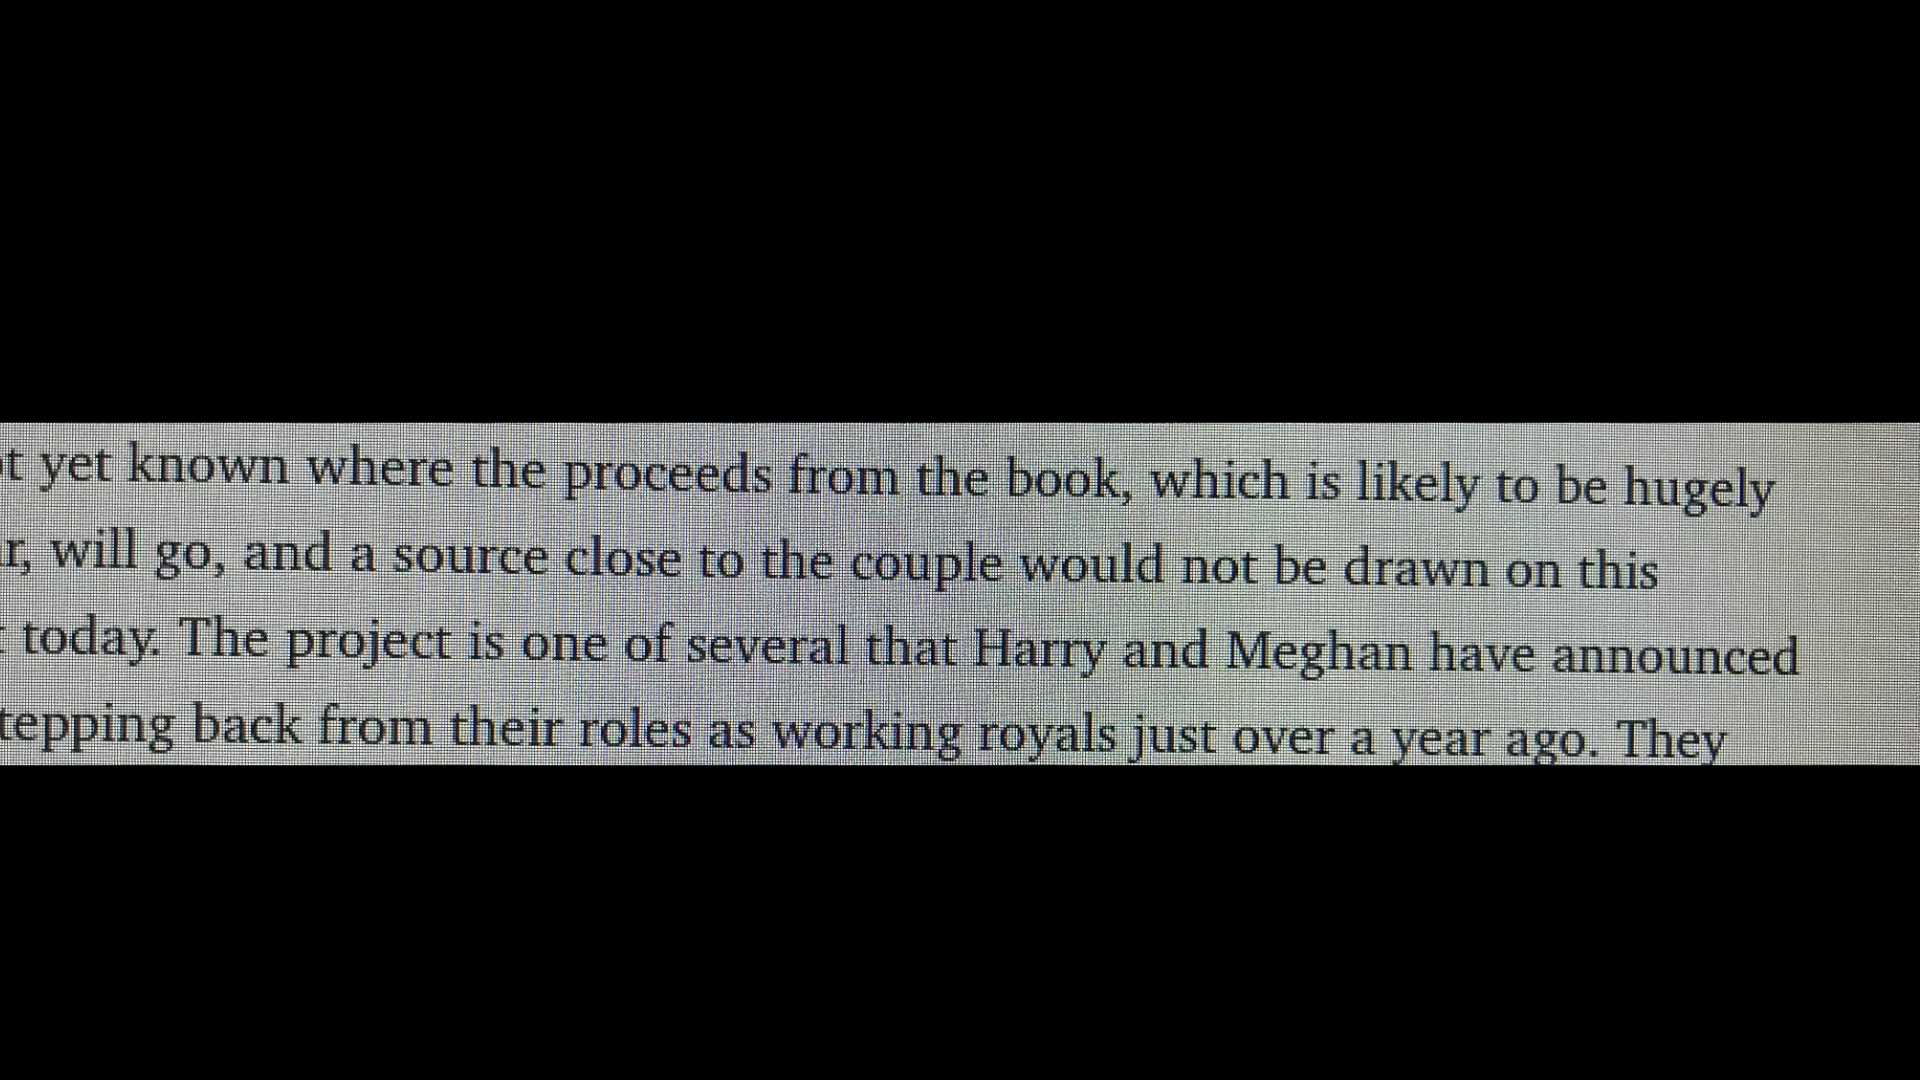 t yet known where the proceeds from the book, which is likely to be hugely
r, will go, and a source close to the couple would not be drawn on this
today. The project is one of several that Harry and Meghan have announced
tepping back from their roles as working royals just over a year ago. They